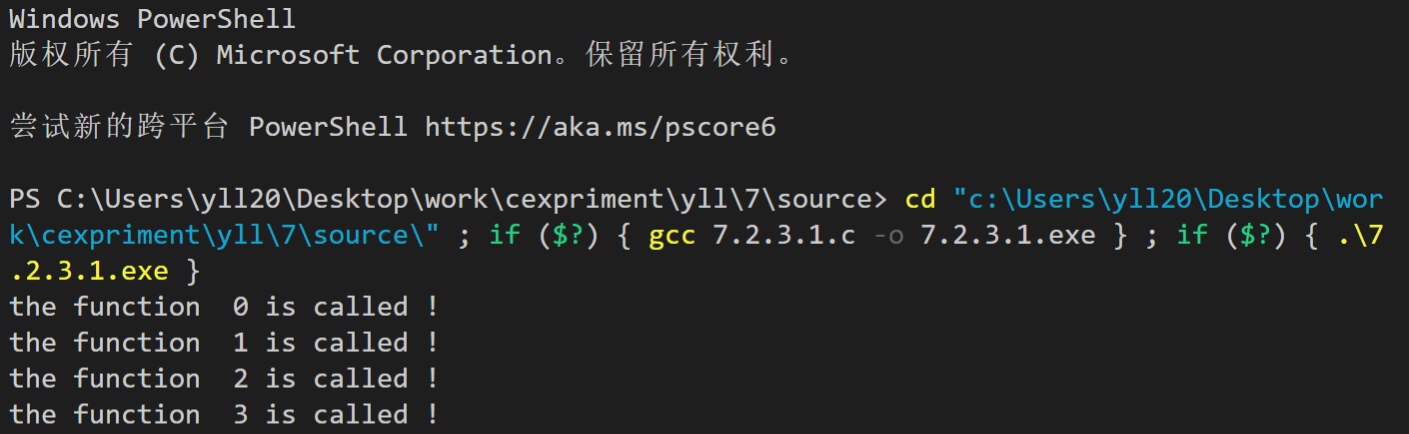 Windows PowerShell
版权所有 (C) Microsoft Corporation。保留所有权利。
尝试新的跨平台 PowerShell https://aka.ms/pscore6
PS C:\Users\yll20\Desktop\work\cexpriment\yll\7\source> cd "c:\Users\yll20\Desktop\wor
k\cexpriment\yll\7\source\" ; if ($?) { gcc 7.2.3.1.c -o 7.2.3.1.exe } ; if ($?) { .\7
.2.3.1.exe }
the function  0 is called !
the function  1 is called !
the function  2 is called !
the function  3 is called !